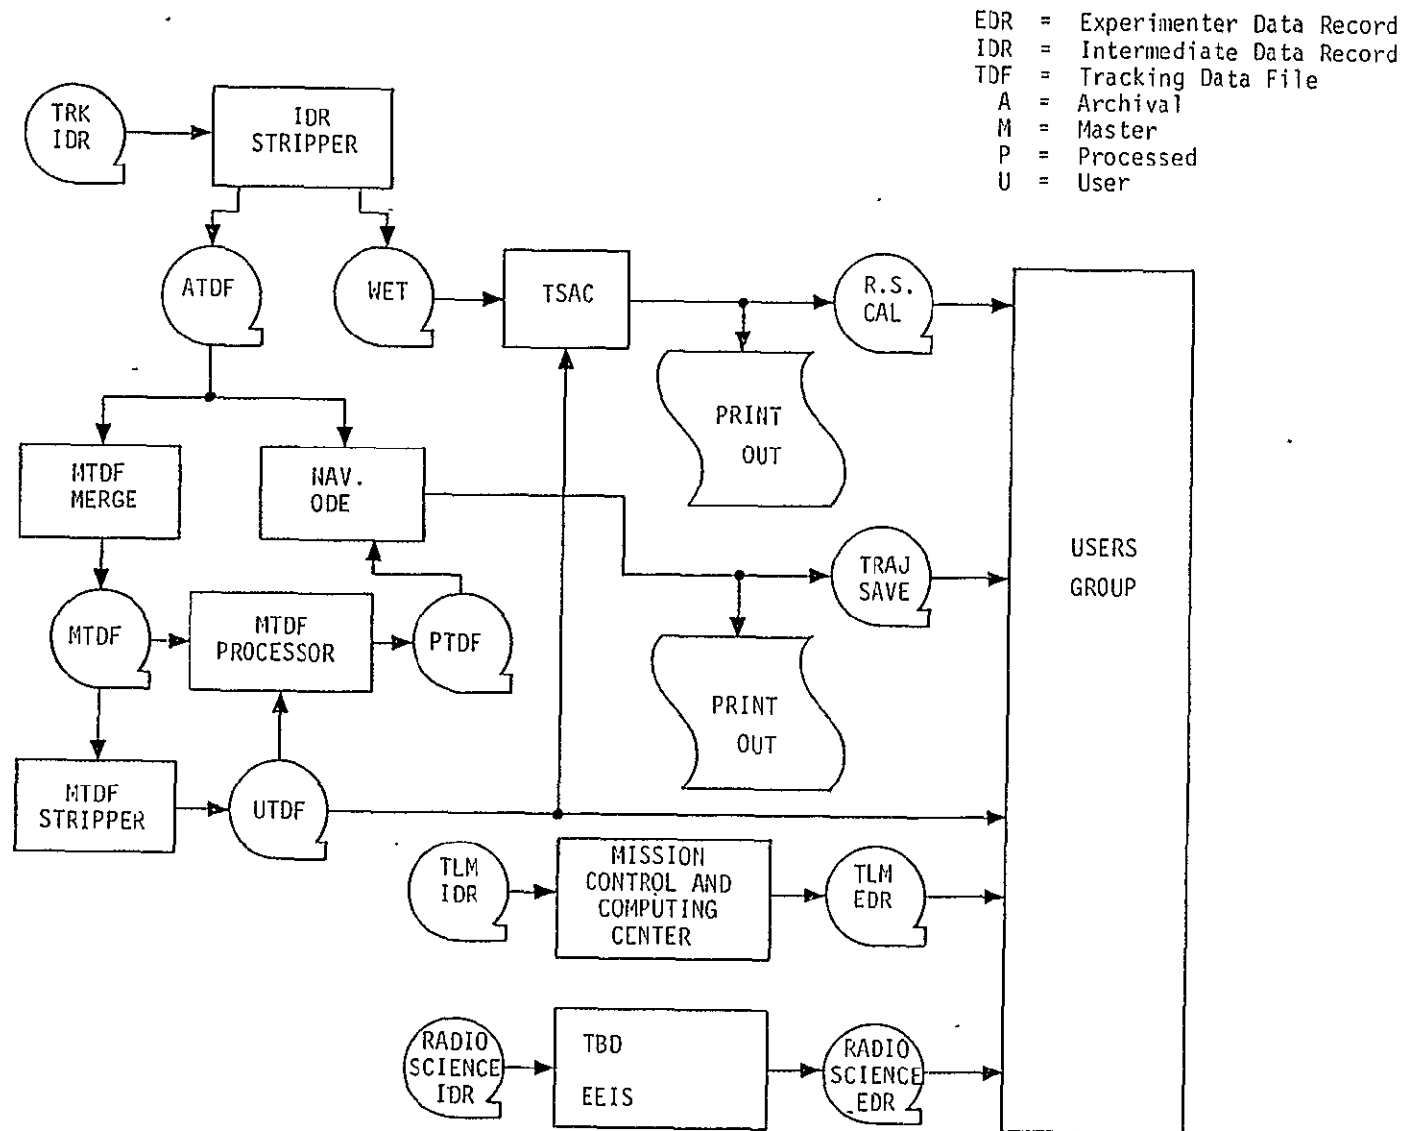 EDR = Experimenter Data Record
IDR = Intermediate Data Record
TDF = Tracking Data File
A = Archival
M = Master
P = Processed
U = User
TRK
IDR
IDR
STRIPPER
ATDF
WET
TSAC
R.S.
CAL
PRINT
OUT
MTDF
MERGE
NAV.
ODE
TRAJ
SAVE
USERS
GROUP
MTDF
MTDF
PROCESSOR
PTDF
PRINT
OUT
MTDF
STRIPPER
UTDF
TLM
IDR
MISSION
CONTROL AND
COMPUTING
CENTER
TLM
EDR
RADIO
SCIENCE
IDR
TBD
EEIS
RADIO
SCIENCE
EDR